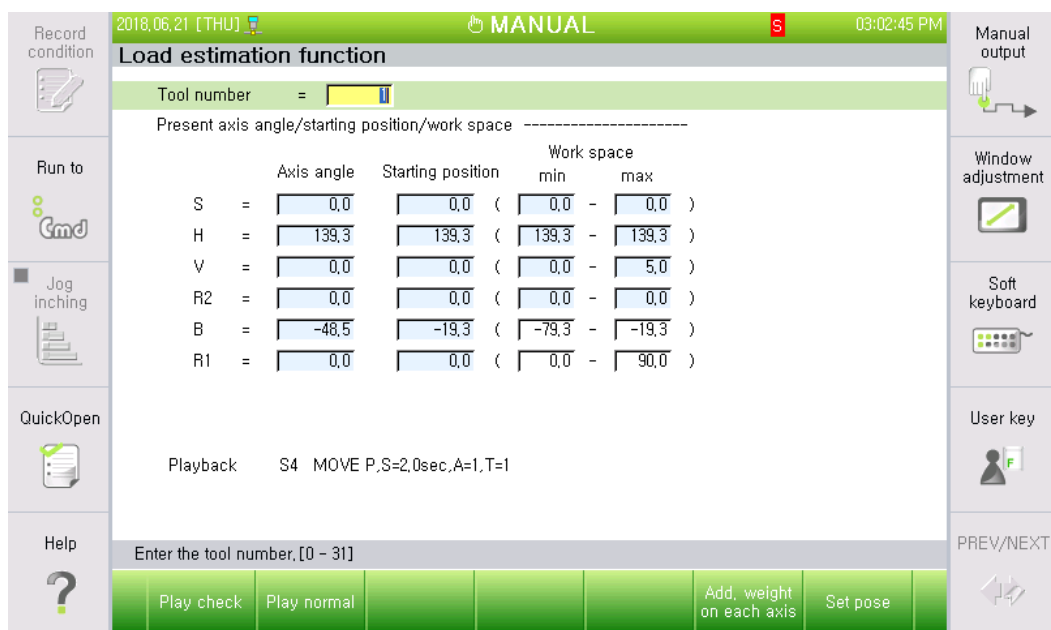 Record condition
2018,06,21 [THU]
MANUAL
S
03:02:45 PM
Manual output
Load estimation function
Tool number = 1
Present axis angle/starting position/work space ---------------------
Work space
Axis angle Starting position min max
S = 0,0 0,0 ( 0,0 - 0,0 )
H = 139,3 139,3 ( 139,3 - 139,3 )
V = 0,0 0,0 ( 0,0 - 5,0 )
R2 = 0,0 0,0 ( 0,0 - 0,0 )
B = -48,5 -19,3 ( -79,3 - -19,3 )
R1 = 0,0 0,0 ( 0,0 - 90,0 )
Playback S4 MOVE P,S=2,0sec,A=1,T=1
Enter the tool number,[0 - 31]
Run to
Cmd
Jog inching
QuickOpen
Help
?
Window adjustment
Soft keyboard
User key
F
PREV/NEXT
Play check
Play normal
Add, weight on each axis
Set pose